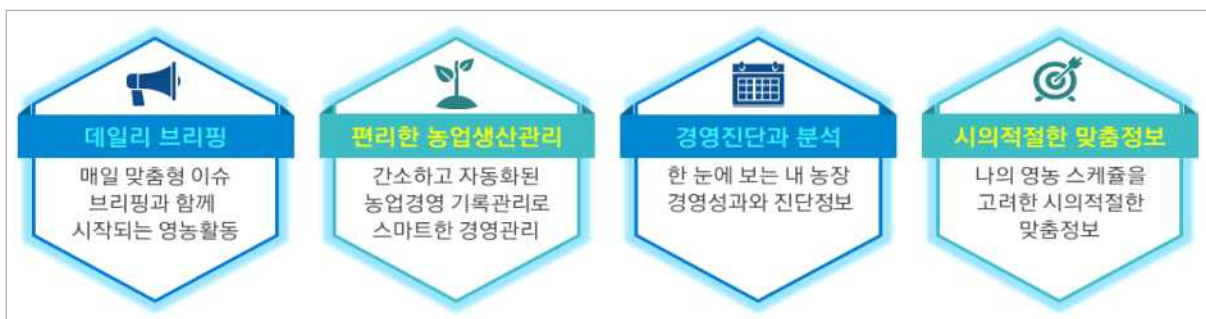 데일리 브리핑
매일 맞춤형 이슈
브리핑과 함께
시작되는 영농활동
편리한 농업생산관리
간소하고 자동화된
농업경영 기록관리로
스마트한 경영관리
경영진단과 분석
한 눈에 보는 내 농장
경영성과와 진단정보
시의적절한 맞춤정보
나의 영농 스케쥴을
고려한 시의적절한
맞춤정보